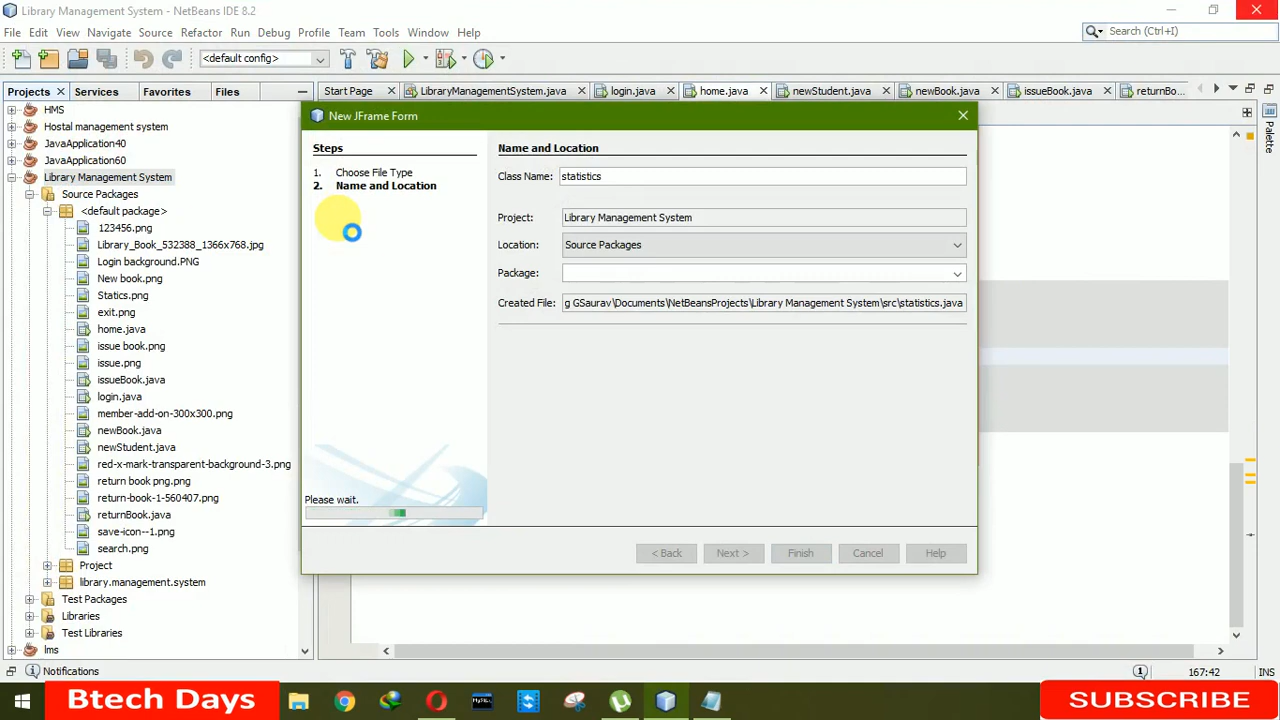 Library Management System - NetBeans IDE 8.2
File Edit View Navigate Source Refactor Run Debug Profile Team Tools Window Help
Search (Ctrl+I)
<default config>
Projects Services Favorites Files
Start Page LibraryManagementSystem.java login.java home.java newStudent.java newBook.java issueBook.java returnBo...
HMS
Hostal management system
JavaApplication40
JavaApplication60
Library Management System
Source Packages
<default package>
123456.png
Library_Book_532388_1366x768.jpg
Login background.PNG
New book.png
Statics.png
exit.png
home.java
issue book.png
issue.png
issueBook.java
login.java
member-add-on-300x300.png
newBook.java
newStudent.java
red-x-mark-transparent-background-3.png
return book png.png
return-book-1-560407.png
returnBook.java
save-icon--1.png
search.png
Project
library.management.system
Test Packages
Libraries
Test Libraries
lms
New JFrame Form
Steps
1. Choose File Type
2. Name and Location
Please wait.
Name and Location
Class Name: statistics
Project: Library Management System
Location: Source Packages
Package:
Created File: g GSaurav\Documents\NetBeansProjects\Library Management System\src\statistics.java
< Back Next > Finish Cancel Help
Palette
Notifications
1
167:42 INS
Btech Days
MySQL
SUBSCRIBE